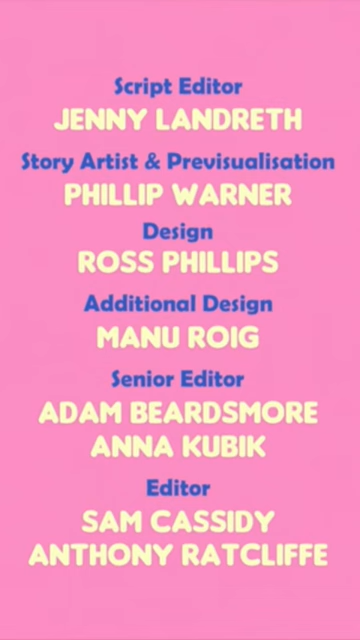 Script Editor
JENNY LANDRETH
Story Artist & Previsualisation
PHILLIP WARNER
Design
ROSS PHILLIPS
Additional Design
MANU ROIG
Senior Editor
ADAM BEARDSMORE
ANNA KUBIK
Editor
SAM CASSIDY
ANTHONY RATCLIFFE